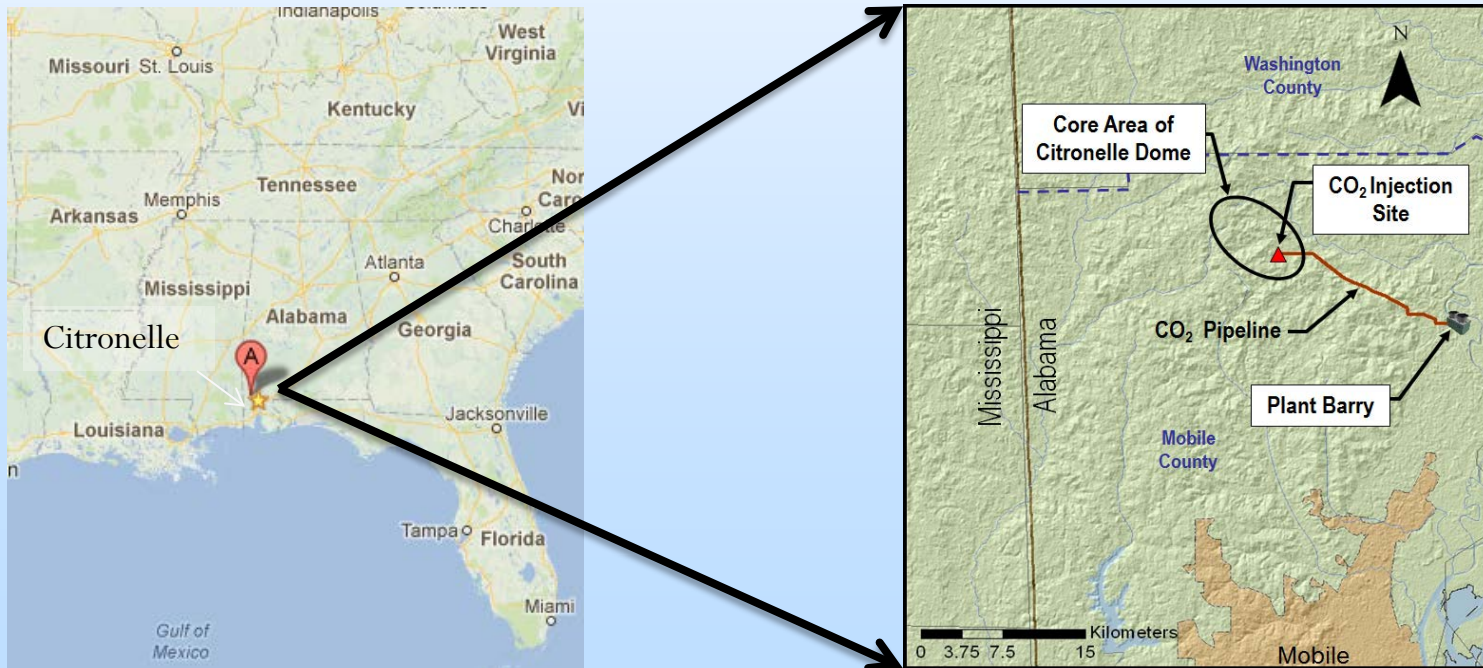 Indianapolis
Columbus
West
Virginia
Missouri
St. Louis
Kentucky
Vi
Tennessee
Nor
Caro
Memphis
Arkansas
Charlotte
South
Carolina
Atlanta
Mississippi
Alabama
Georgia
Citronelle
A
Jacksonville
Louisiana
n
Tampa
Florida
Miami
Gulf of
Mexico
N
Washington
County
Core Area of
Citronelle Dome
CO2 Injection
Site
CO2 Pipeline
Mississippi
Alabama
Plant Barry
Mobile
County
Kilometers
0 3.75 7.5 15
Mobile